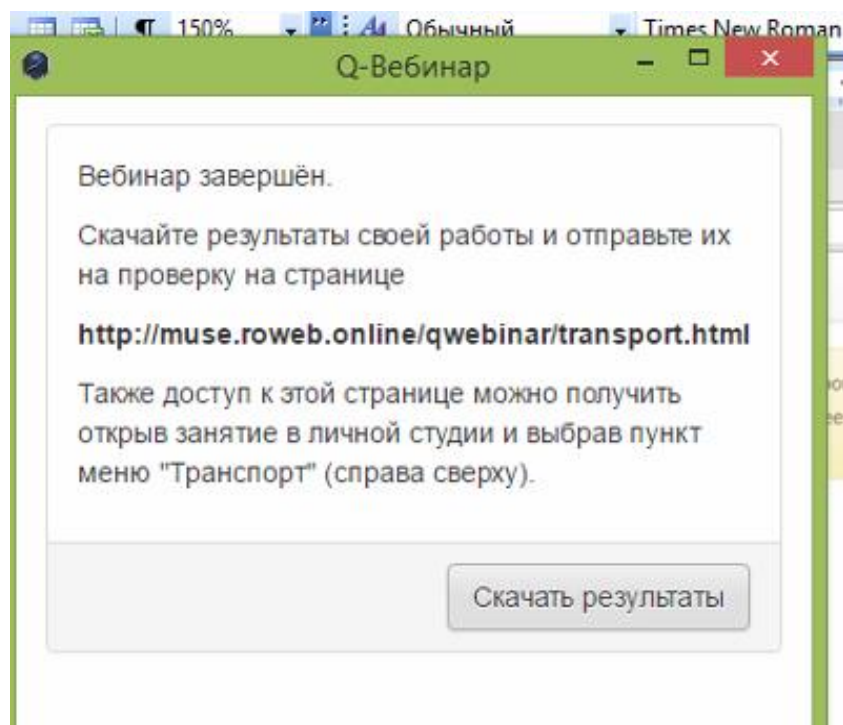 ¶ 150% Обычный Times New Roman
Q-Вебинар
Вебинар завершён.
Скачайте результаты своей работы и отправьте их
на проверку на странице
http://muse.roweb.online/qwebinar/transport.html
Также доступ к этой странице можно получить
открыв занятие в личной студии и выбрав пункт
меню "Транспорт" (справа сверху).
Скачать результаты